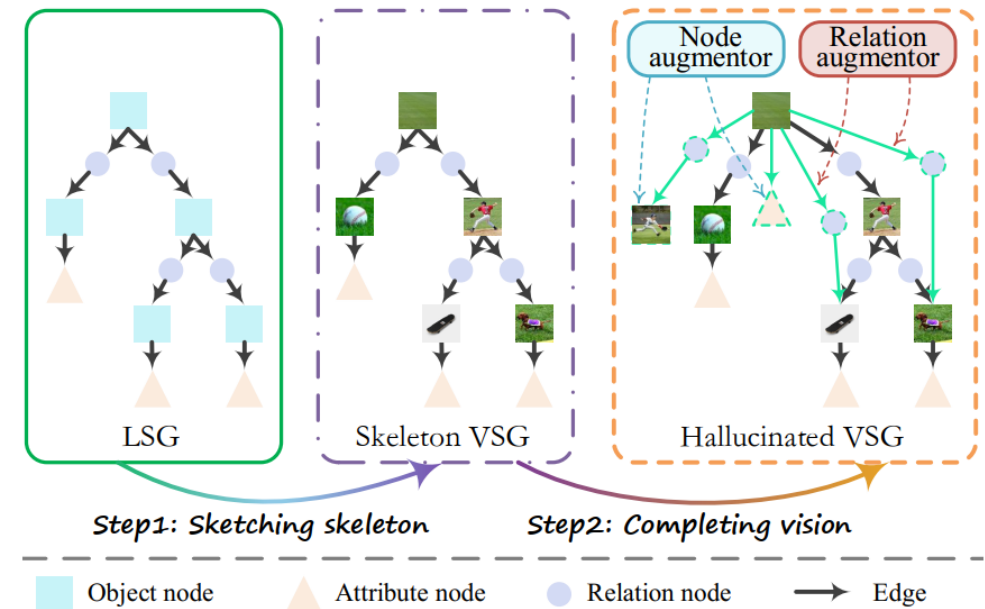 Node
augmentor
Relation
augmentor
LSG
Skeleton VSG
Hallucinated VSG
Step1: Sketching skeleton
Step2: Completing vision
Object node
Attribute node
Relation node
Edge